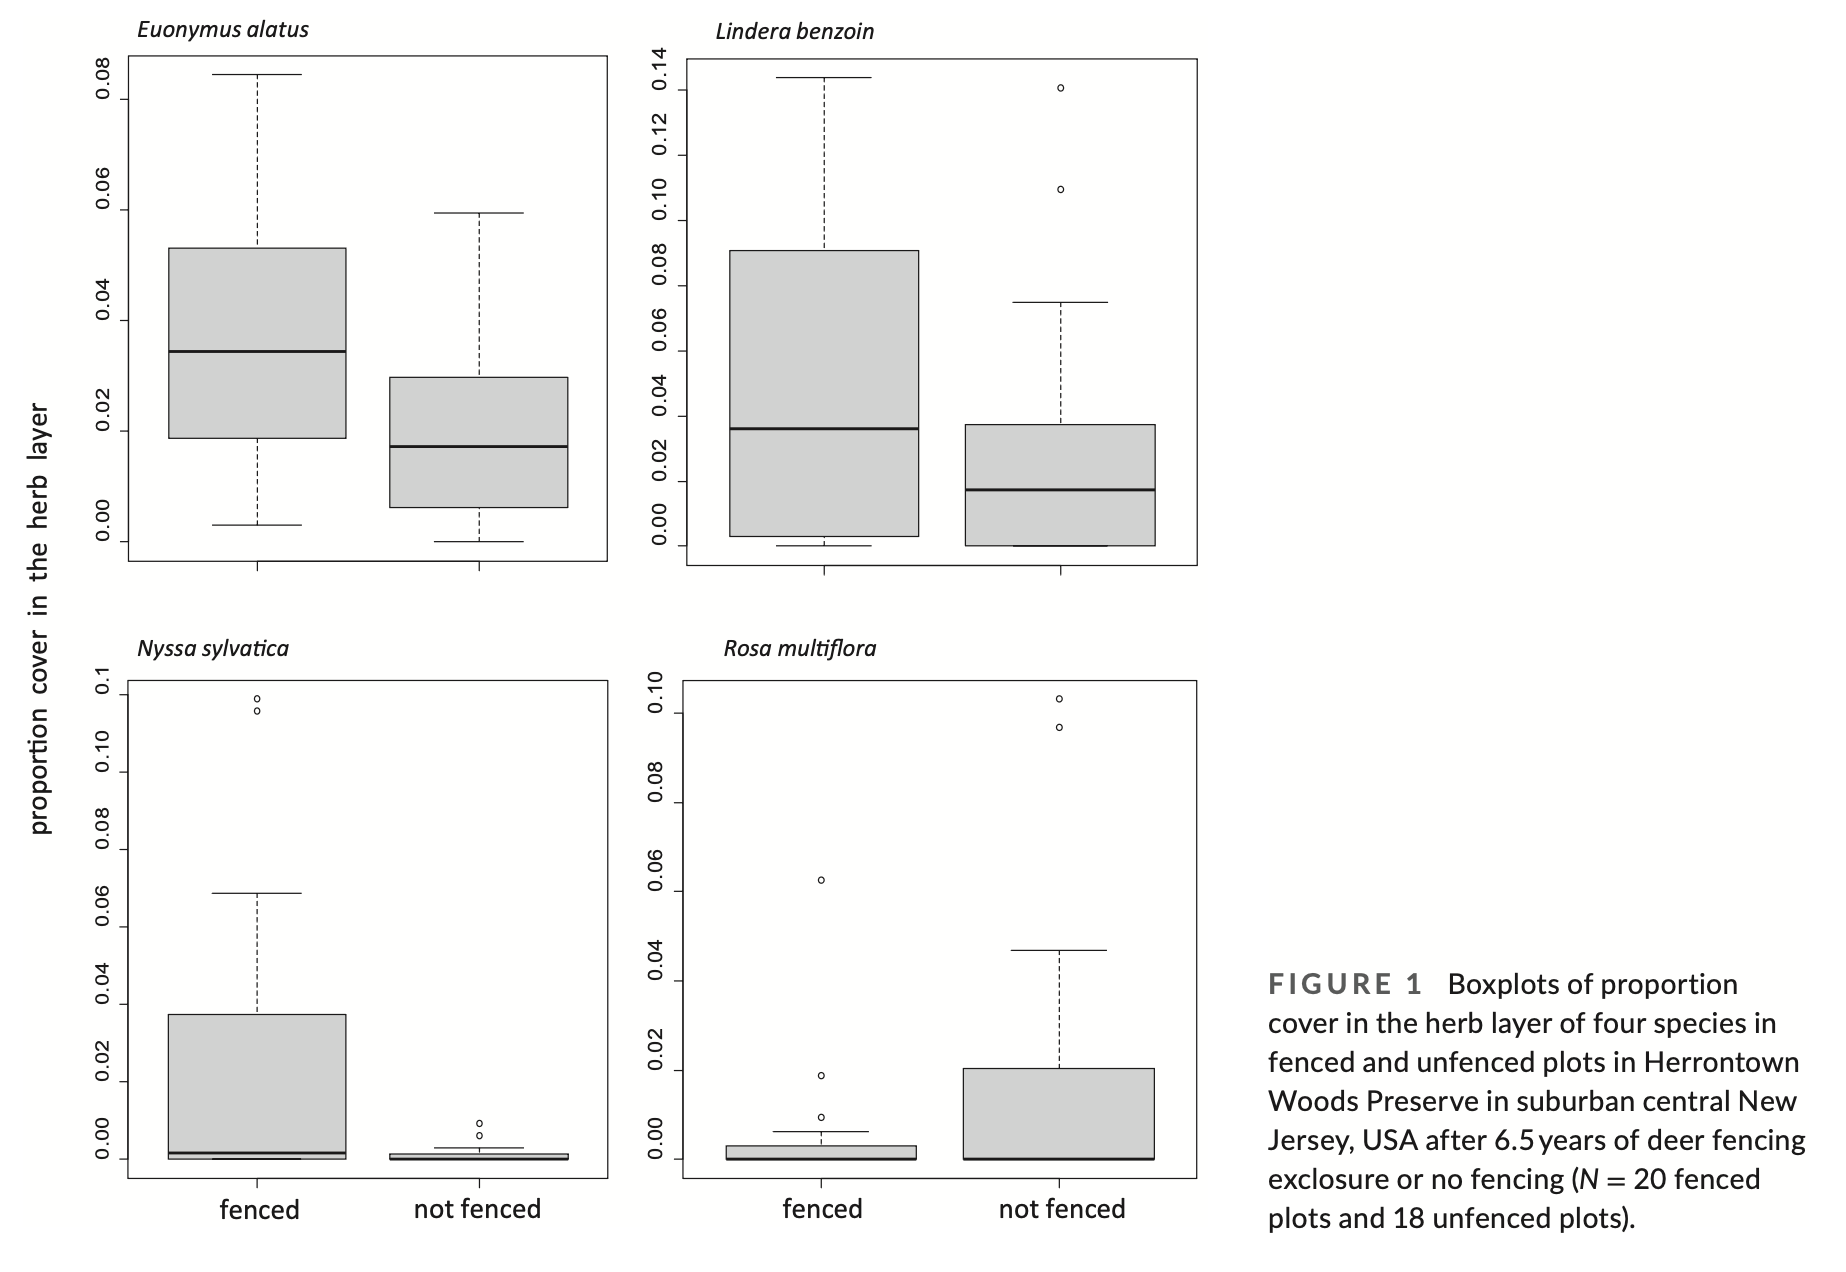 Euonymus alatus
0.08
0.06
0.04
0.02
0.00
Lindera benzoin
0.14
0.12
0.10
0.08
0.06
0.04
0.02
0.00
proportion cover in the herb layer
Nyssa sylvatica
0.1
0.10
0.08
0.06
0.04
0.02
0.00
fenced
not fenced
Rosa multiflora
0.10
0.08
0.06
0.04
0.02
0.00
fenced
not fenced
FIGURE 1 Boxplots of proportion
cover in the herb layer of four species in
fenced and unfenced plots in Herrontown
Woods Preserve in suburban central New
Jersey, USA after 6.5 years of deer fencing
exclosure or no fencing (N = 20 fenced
plots and 18 unfenced plots).